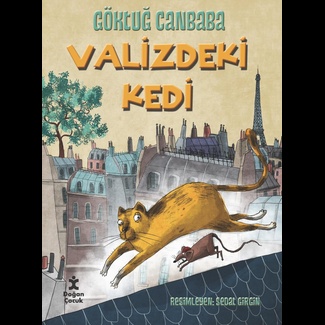 GÖKTUĞ CANBABA
VALİZDEKİ
KEDİ
RESİMLEYEN: SEDAT GİRGİN
Doğan
Çocuk